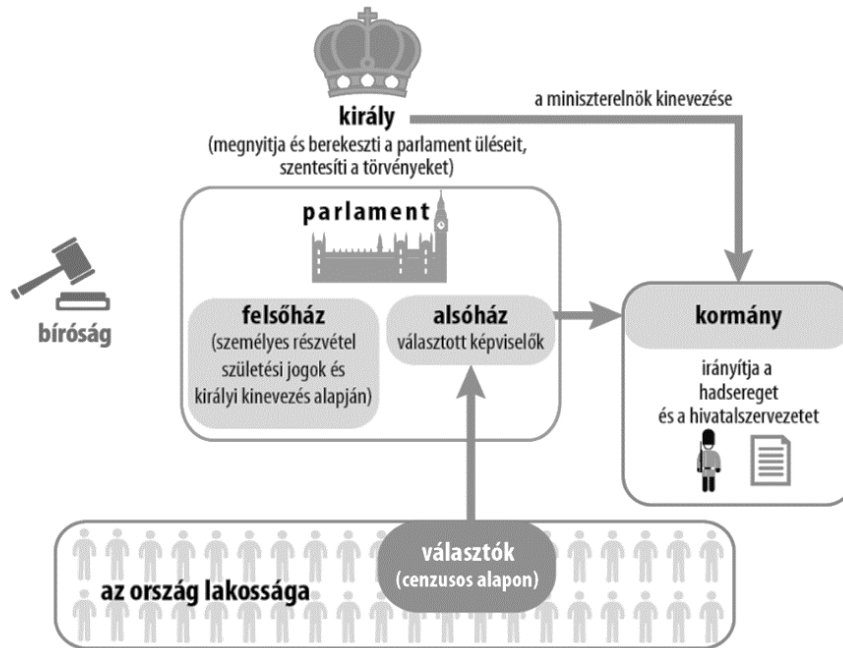 király
(megnyitja és berekeszti a parlament üléseit,
szentesíti a törvényeket)
a miniszterelnök kinevezése
parlament
bíróság
felsőház
(személyes részvétel
születési jogok és
királyi kinevezés alapján)
alsóház
választott képviselők
kormány
irányítja a
hadsereget
és a hivatalszervezetet
választók
(cenzusos alapon)
az ország lakossága